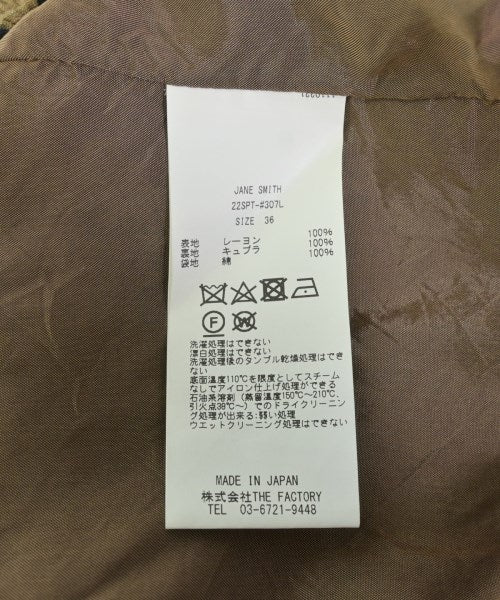 JANE SMITH
22SPT-#307L
SIZE 36
表地 レーヨン 100%
裏地 キュプラ 100%
袋地 綿 100%
F W
洗濯処理はできない
漂白処理はできない
洗濯処理後のタンブル乾燥処理はでき
ない
底面温度110℃を限度としてスチーム
なしでアイロン仕上げ処理ができる
石油系溶剤（蒸留温度150℃～210℃、
引火点38℃～）でのドライクリーニン
グ処理が出来る:弱い処理
ウエットクリーニング処理はできない
MADE IN JAPAN
株式会社THE FACTORY
TEL 03-6721-9448